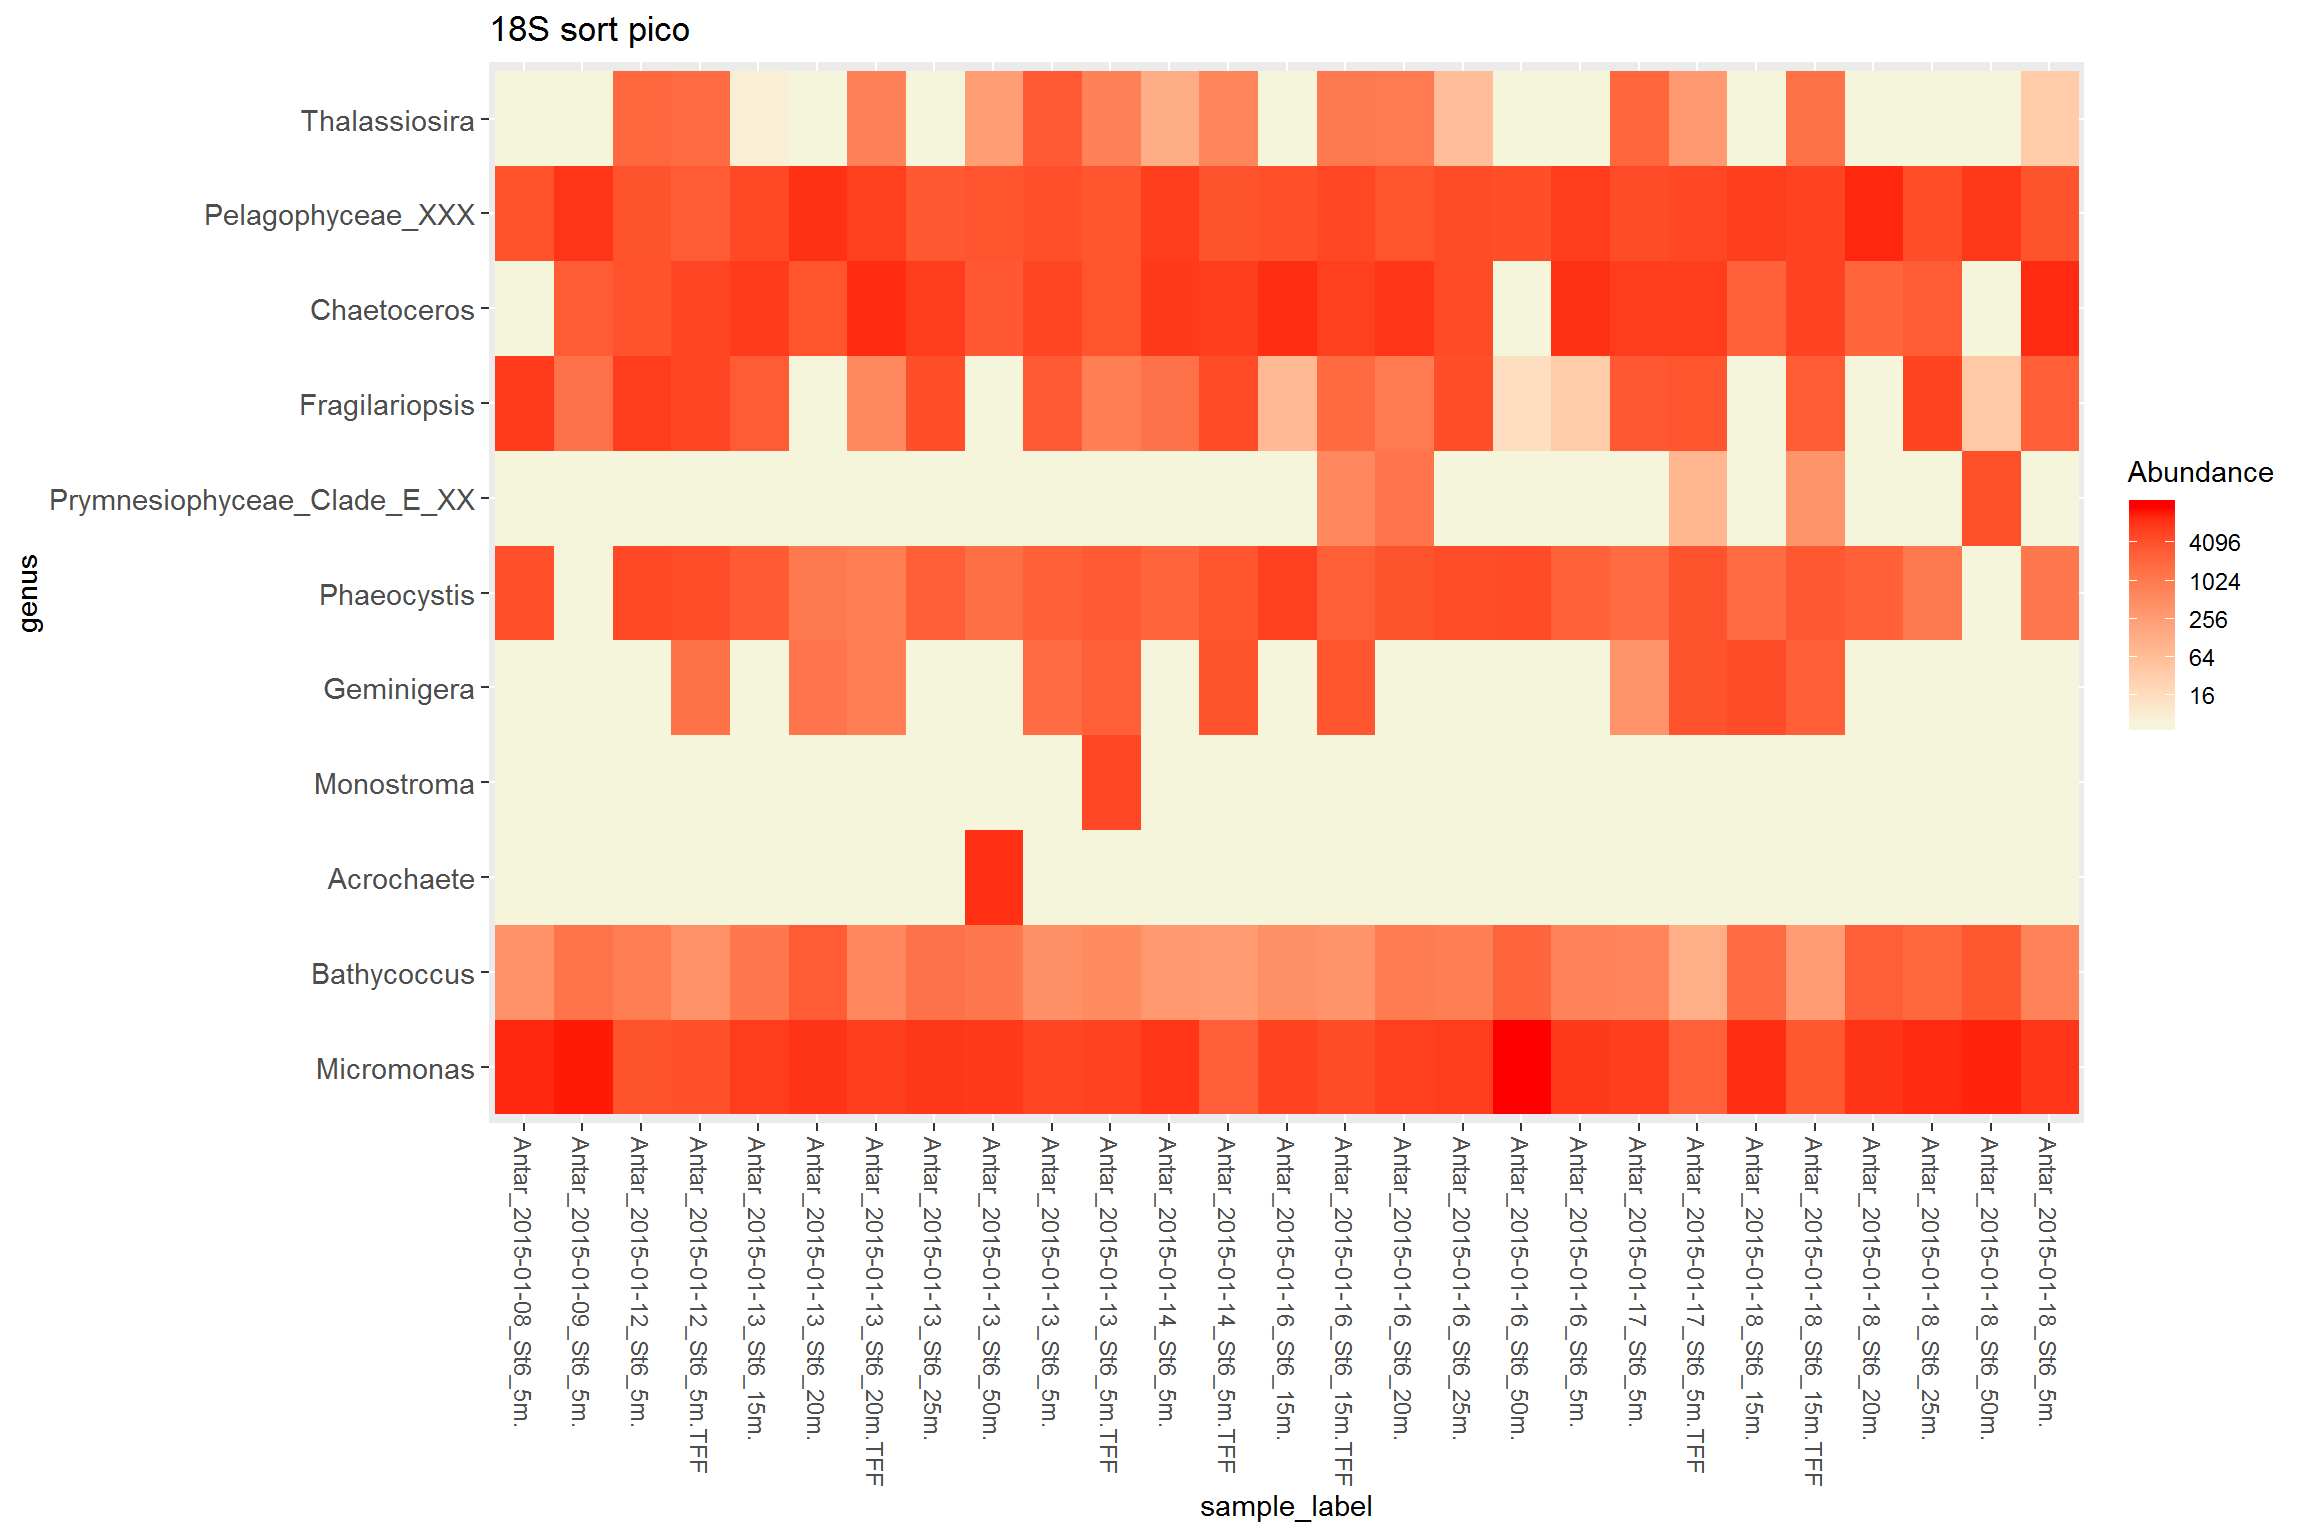 18S sort pico
Thalassiosira
Pelagophyceae_XXX
Chaetoceros
Fragilariopsis
Prymnesiophyceae_Clade_E_XX
Phaeocystis
Geminigera
Monostroma
Acrochaete
Bathycoccus
Micromonas
genus
Abundance
4096
1024
256
64
16
Antar_2015-01-08_St6_5m.
Antar_2015-01-09_St6_5m.
Antar_2015-01-12_St6_5m.
Antar_2015-01-12_St6_5m.TFF
Antar_2015-01-13_St6_15m.
Antar_2015-01-13_St6_20m.
Antar_2015-01-13_St6_20m.TFF
Antar_2015-01-13_St6_25m.
Antar_2015-01-13_St6_50m.
Antar_2015-01-13_St6_5m.
Antar_2015-01-13_St6_5m.TFF
Antar_2015-01-14_St6_5m.
Antar_2015-01-14_St6_5m.TFF
Antar_2015-01-16_St6_15m.
Antar_2015-01-16_St6_15m.TFF
Antar_2015-01-16_St6_20m.
Antar_2015-01-16_St6_25m.
Antar_2015-01-16_St6_50m.
Antar_2015-01-16_St6_5m.
Antar_2015-01-17_St6_5m.
Antar_2015-01-17_St6_5m.TFF
Antar_2015-01-18_St6_15m.
Antar_2015-01-18_St6_15m.TFF
Antar_2015-01-18_St6_20m.
Antar_2015-01-18_St6_25m.
Antar_2015-01-18_St6_50m.
Antar_2015-01-18_St6_5m.
sample_label